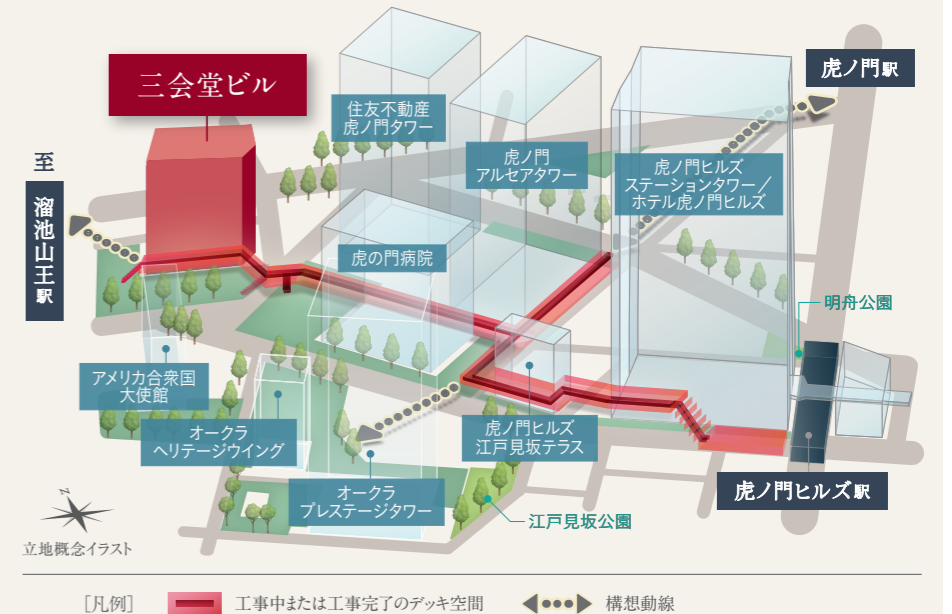 三会堂ビル
虎ノ門駅
住友不動産
虎ノ門タワー
虎ノ門
アルセアタワー
虎ノ門ヒルズ
ステーションタワー／
ホテル虎ノ門ヒルズ
至
溜池山王駅
虎の門病院
明舟公園
アメリカ合衆国
大使館
オークラ
ヘリテージウイング
虎ノ門ヒルズ
江戸見坂テラス
オークラ
プレステージタワー
虎ノ門ヒルズ駅
江戸見坂公園
N
立地概念イラスト
［凡例］ 工事中または工事完了のデッキ空間 構想動線